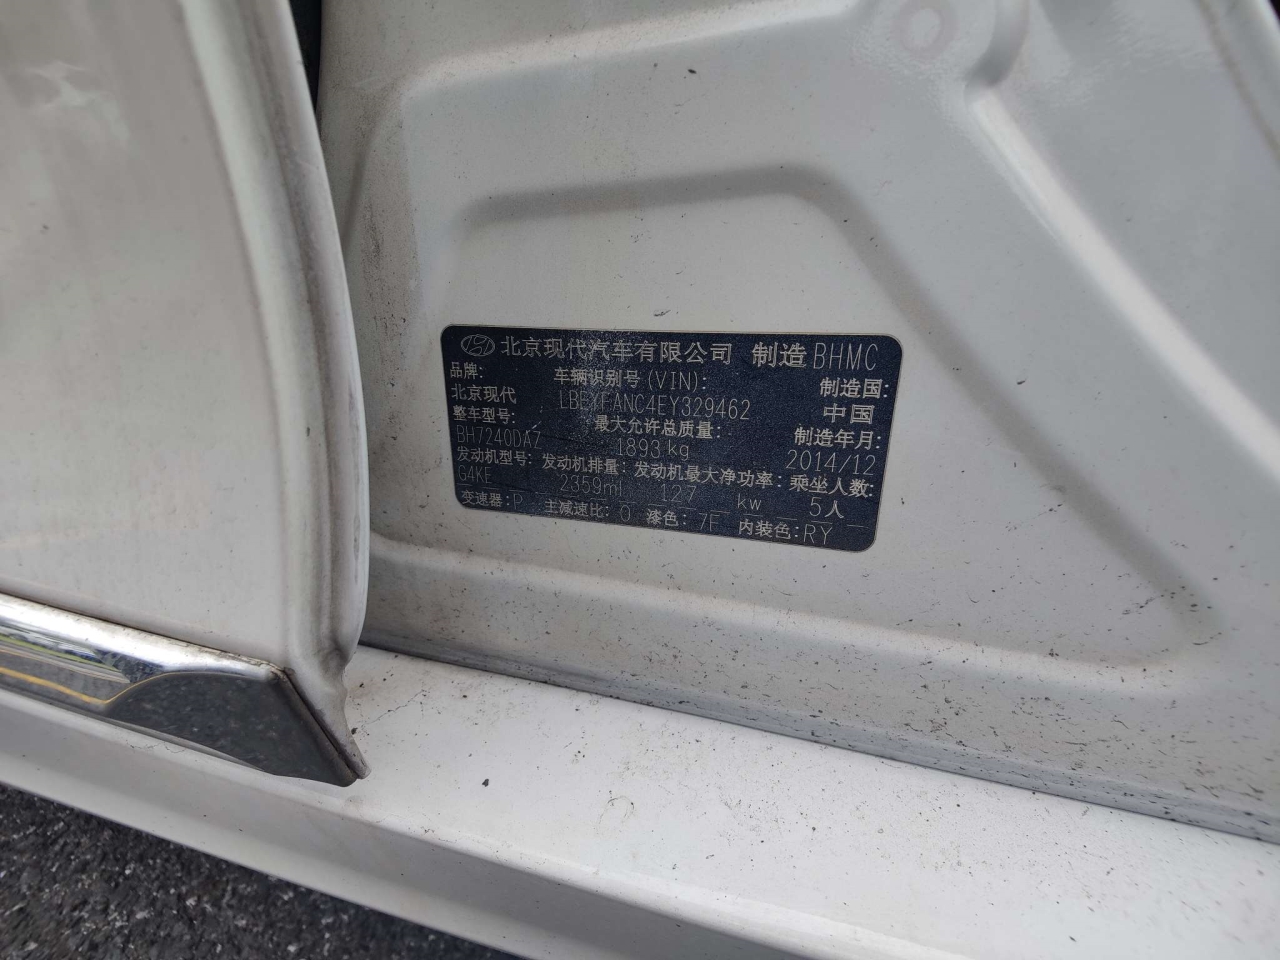 北京现代汽车有限公司 制造 BHMC
品牌: 车辆识别号 (VIN): 制造国:
北京现代 LBEXFANC4EY329462 中国
整车型号: 最大允许总质量: 制造年月:
BH7240DAZ 1893 kg 2014/12
发动机型号: 发动机排量: 发动机最大净功率: 乘坐人数:
G4KE 2359ml 127 kw 5人
变速器: P 主减速比: 0 漆色: 7F 内装色: RY